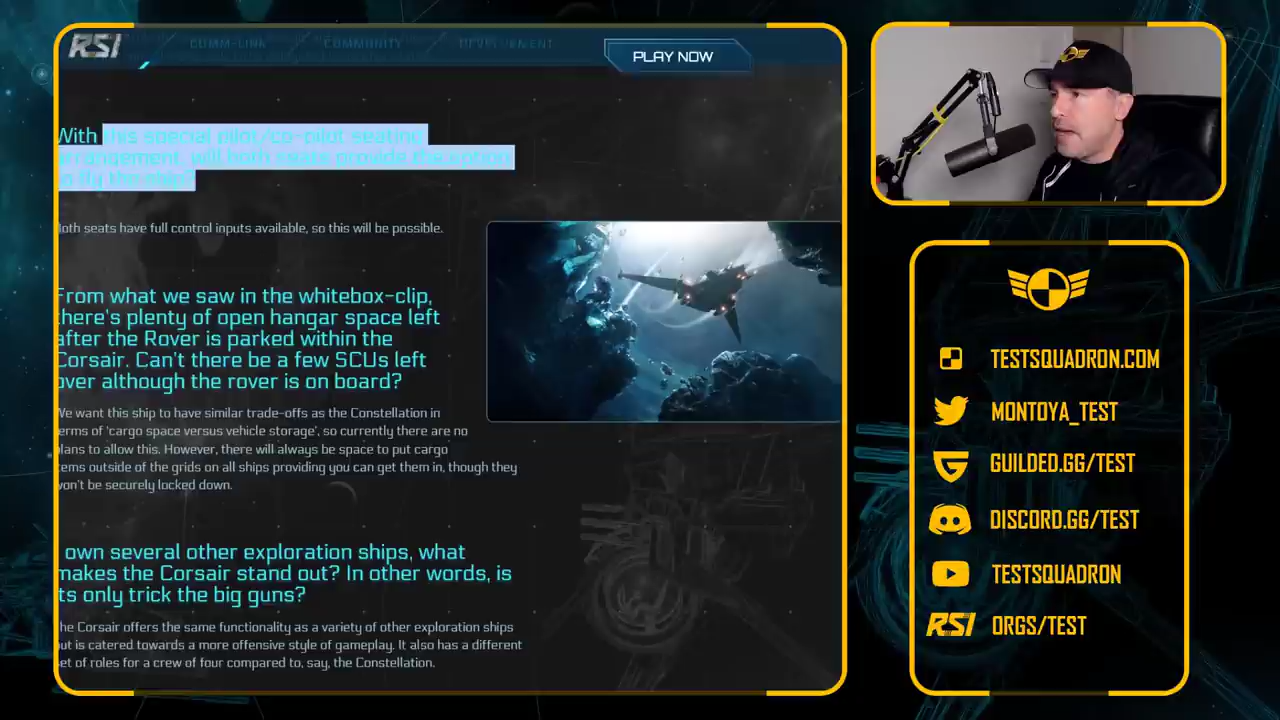 RSI
COMM-LINK
COMMUNITY
DEVELOPMENT
PLAY NOW
With this special pilot/co-pilot seating
arrangement, will both seats provide the option
to fly the ship?
Both seats have full control inputs available, so this will be possible.
From what we saw in the whitebox-clip,
there's plenty of open hangar space left
after the Rover is parked within the
Corsair. Can't there be a few SCUs left
over although the rover is on board?
We want this ship to have similar trade-offs as the Constellation in
terms of 'cargo space versus vehicle storage', so currently there are no
plans to allow this. However, there will always be space to put cargo
items outside of the grids on all ships providing you can get them in, though they
won't be securely locked down.
I own several other exploration ships, what
makes the Corsair stand out? In other words, is
its only trick the big guns?
The Corsair offers the same functionality as a variety of other exploration ships
but is catered towards a more offensive style of gameplay. It also has a different
set of roles for a crew of four compared to, say, the Constellation.
TESTSQUADRON.COM
MONTOYA_TEST
GUILDED.GG/TEST
DISCORD.GG/TEST
TESTSQUADRON
RSI ORGS/TEST